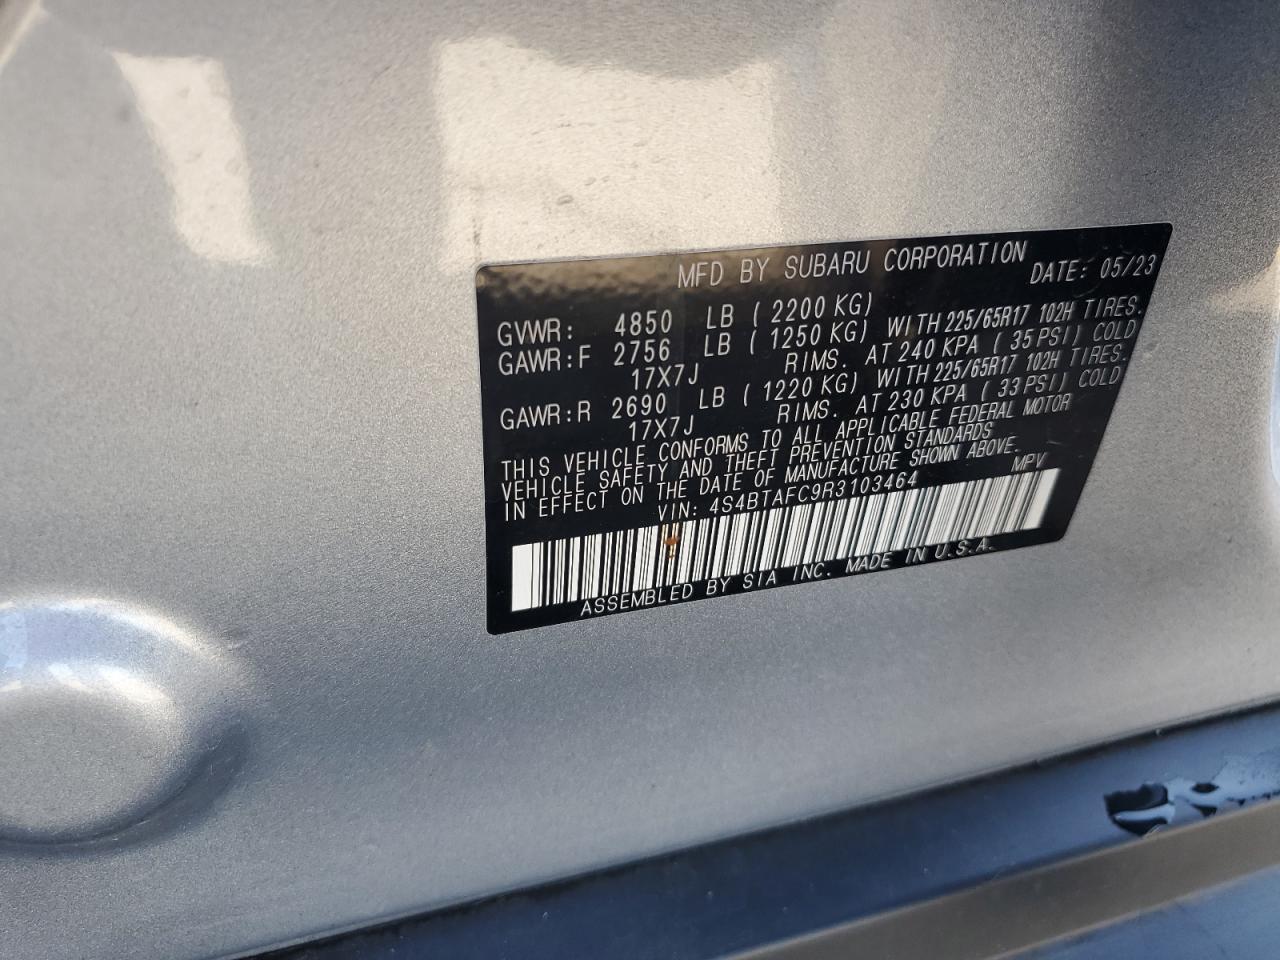 MFD BY SUBARU CORPORATION DATE: 05/23
GVWR: 4850 LB ( 2200 KG)
GAWR:F 2756 LB ( 1250 KG) WITH 225/65R17 102H TIRES.
17X7J RIMS. AT 240 KPA ( 35 PSI) COLD
GAWR:R 2690 LB ( 1220 KG) WITH 225/65R17 102H TIRES.
17X7J RIMS. AT 230 KPA ( 33 PSI) COLD
THIS VEHICLE CONFORMS TO ALL APPLICABLE FEDERAL MOTOR
VEHICLE SAFETY AND THEFT PREVENTION STANDARDS
IN EFFECT ON THE DATE OF MANUFACTURE SHOWN ABOVE.
VIN: 4S4BTAFC9R3103464 MPV
ASSEMBLED BY SIA INC. MADE IN U.S.A.